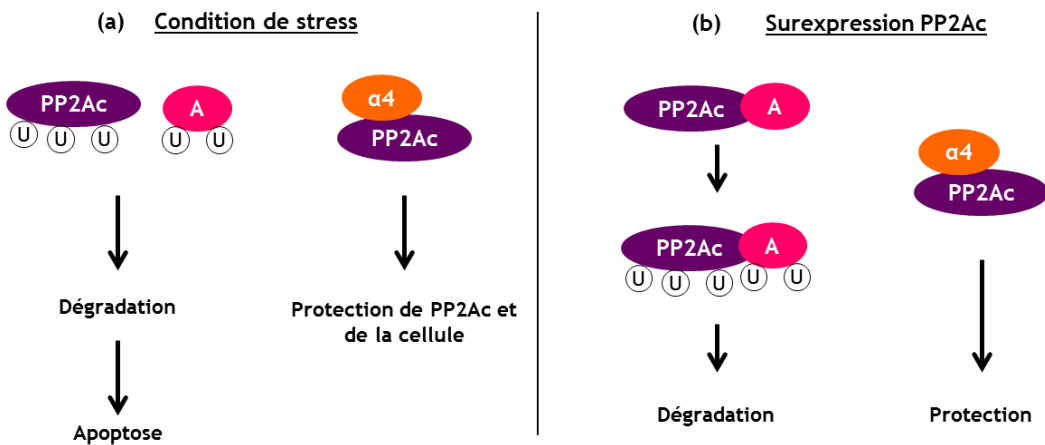 (a) Condition de stress
PP2Ac
A
U U U
U U
α4
PP2Ac
Dégradation
Apoptose
Protection de PP2Ac et
de la cellule
(b) Surexpression PP2Ac
PP2Ac A
PP2Ac A
U U U U U
Dégradation
α4
PP2Ac
Protection